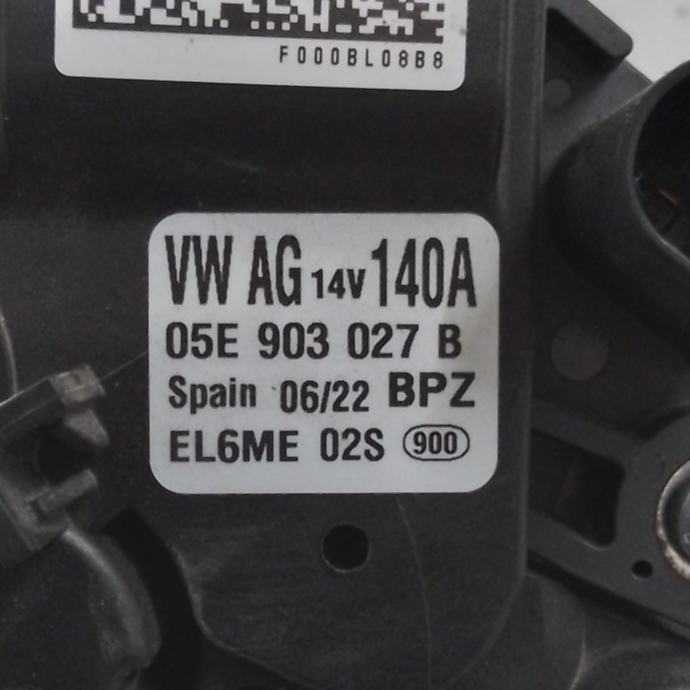 F000BL08B8
VW AG 14V 140A
05E 903 027 B
Spain 06/22 BPZ
EL6ME 02S 900